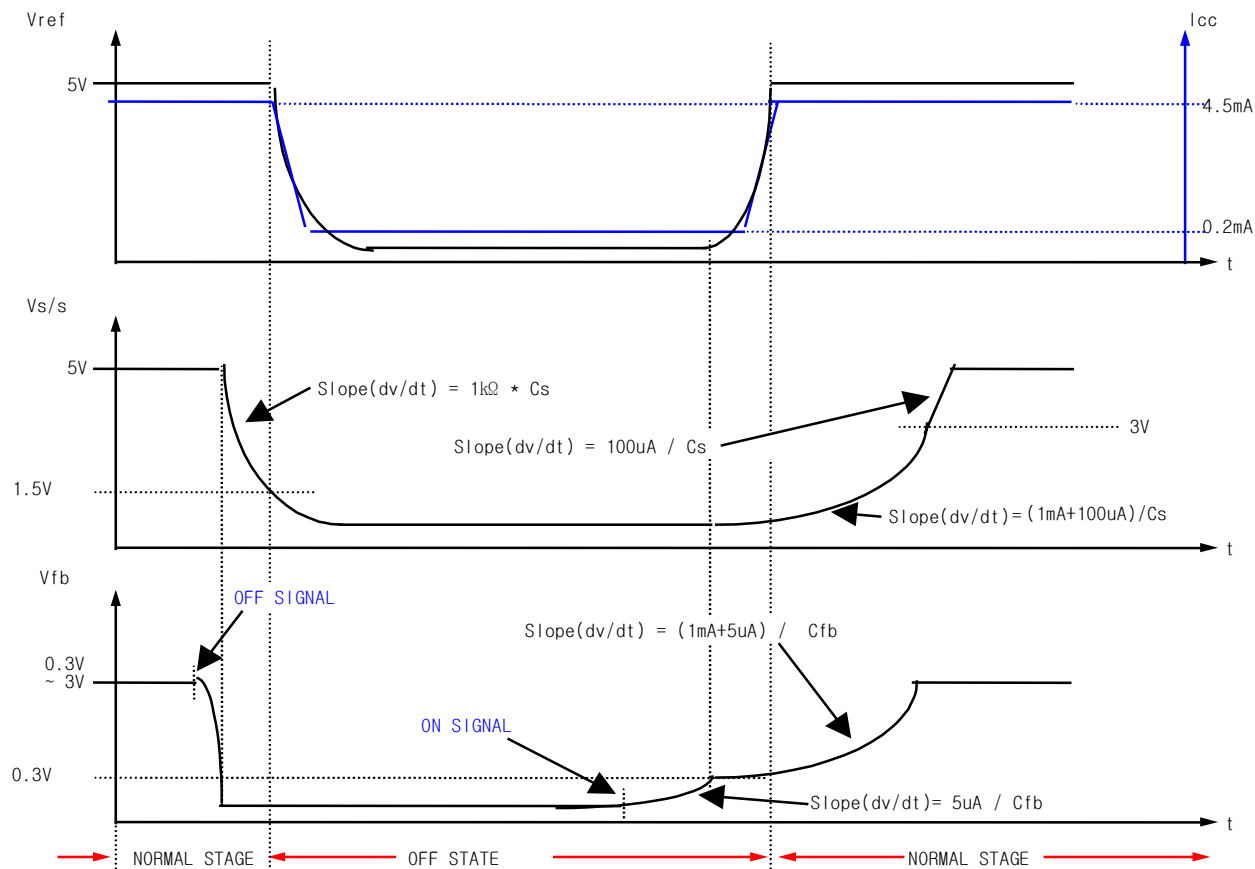 Vref
Icc
5V
4.5mA
0.2mA
t
Vs/s
5V
Slope(dv/dt) = 1kΩ * Cs
Slope(dv/dt) = 100uA / Cs
3V
1.5V
Slope(dv/dt)=(1mA+100uA)/Cs
t
Vfb
OFF SIGNAL
Slope(dv/dt) = (1mA+5uA) / Cfb
0.3V
~ 3V
ON SIGNAL
0.3V
Slope(dv/dt)= 5uA / Cfb
t
NORMAL STAGE
OFF STATE
NORMAL STAGE